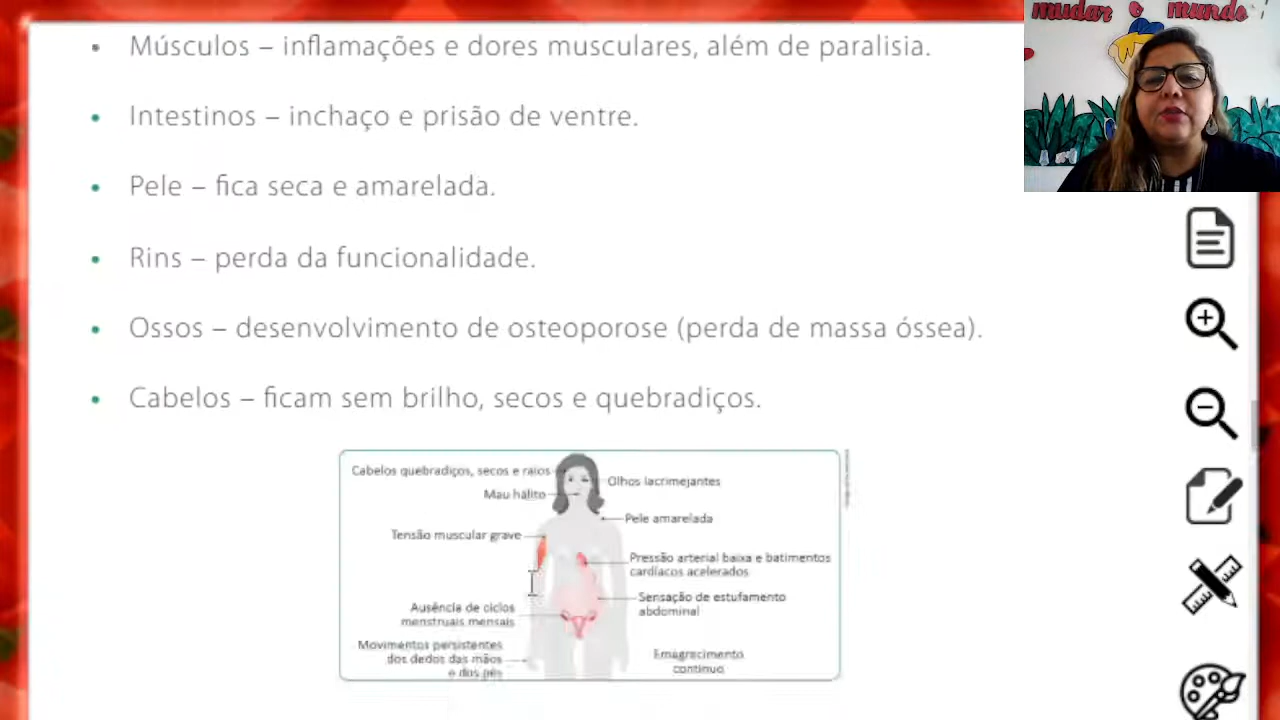 mudar o mundo
• Músculos – inflamações e dores musculares, além de paralisia.
• Intestinos – inchaço e prisão de ventre.
• Pele – fica seca e amarelada.
• Rins – perda da funcionalidade.
• Ossos – desenvolvimento de osteoporose (perda de massa óssea).
• Cabelos – ficam sem brilho, secos e quebradiços.
Cabelos quebradiços, secos e raios
Olhos lacrimejantes
Mau hálito
Pele amarelada
Tensão muscular grave
Pressão arterial baixa e batimentos
cardíacos acelerados
Sensação de estufamento
abdominal
Ausência de ciclos
menstruais mensais
Movimentos persistentes
dos dedos das mãos
e dos pés
Emagrecimento
contínuo